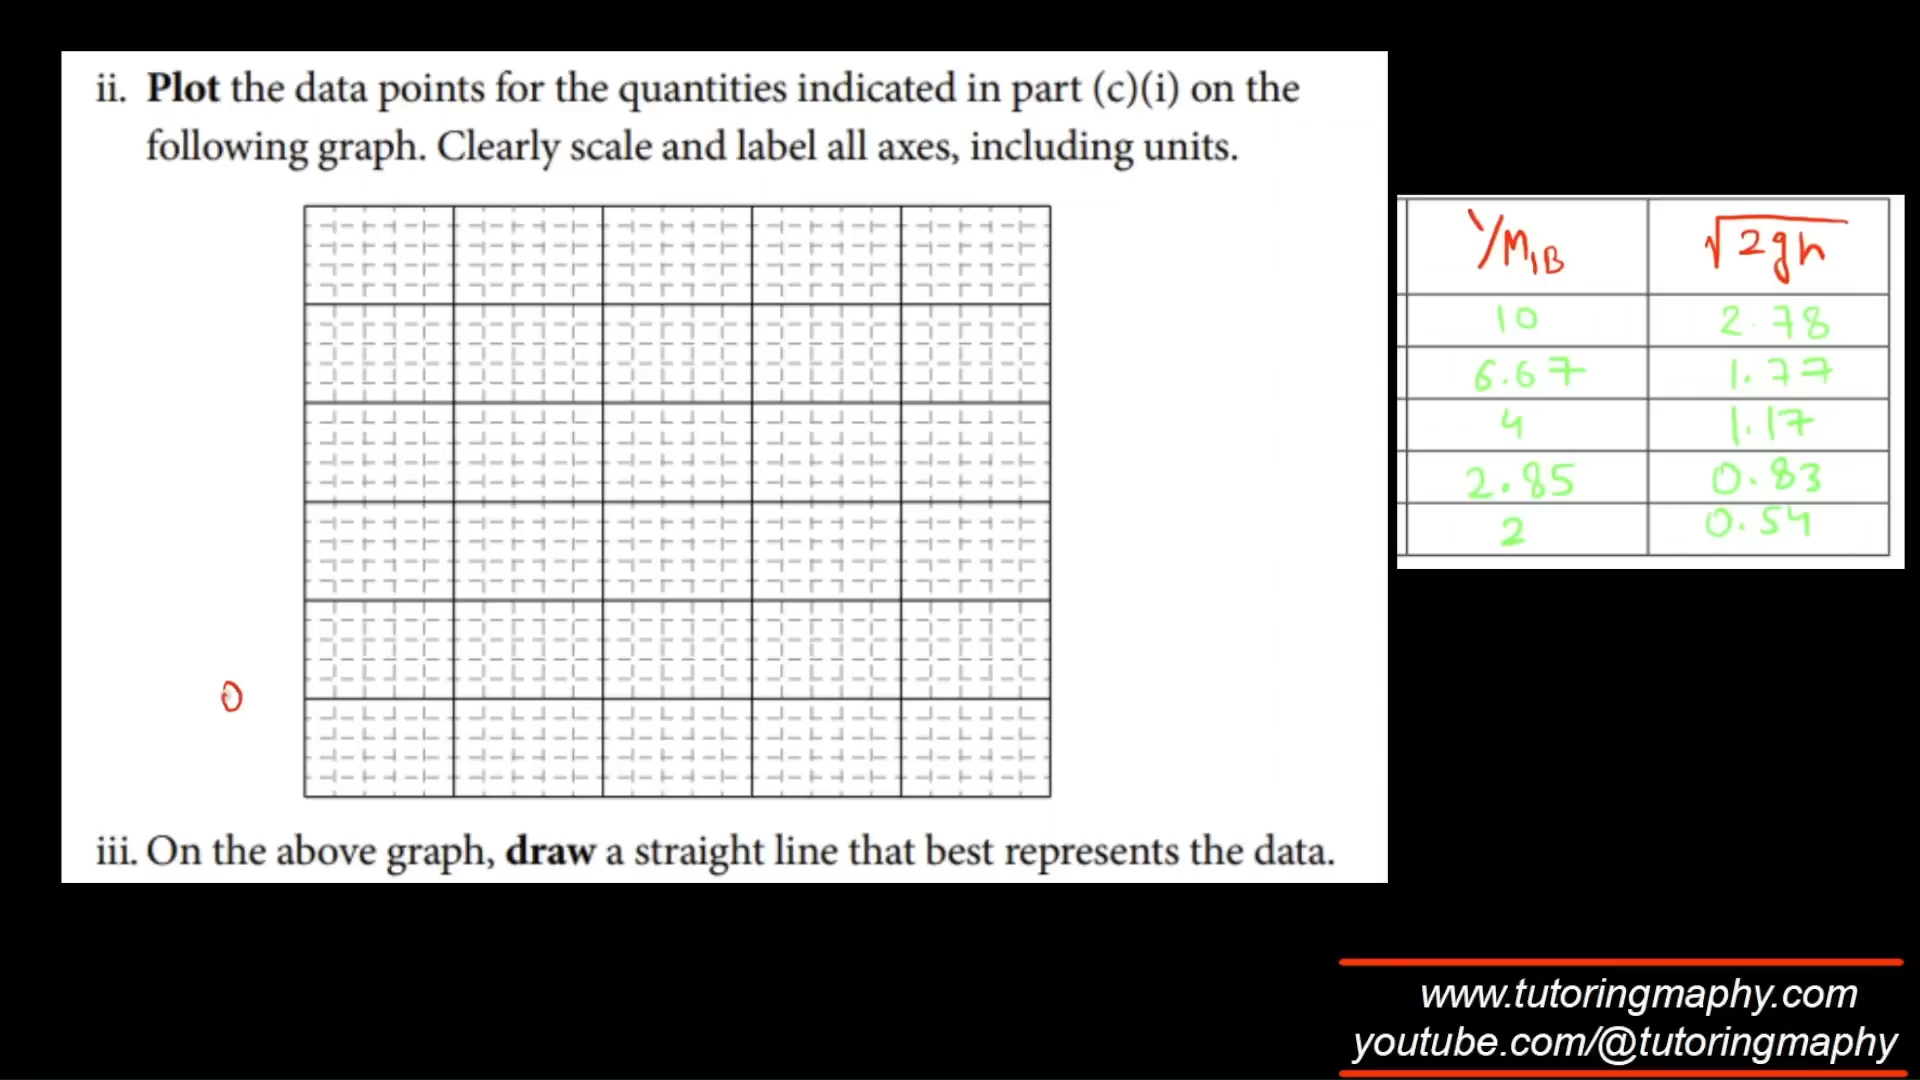 ii. Plot the data points for the quantities indicated in part (c)(i) on the
following graph. Clearly scale and label all axes, including units.
1/M1B √2gh
10 2.78
6.67 1.77
4 1.17
2.85 0.83
2 0.54
0
iii. On the above graph, draw a straight line that best represents the data.
www.tutoringmaphy.com
youtube.com/@tutoringmaphy